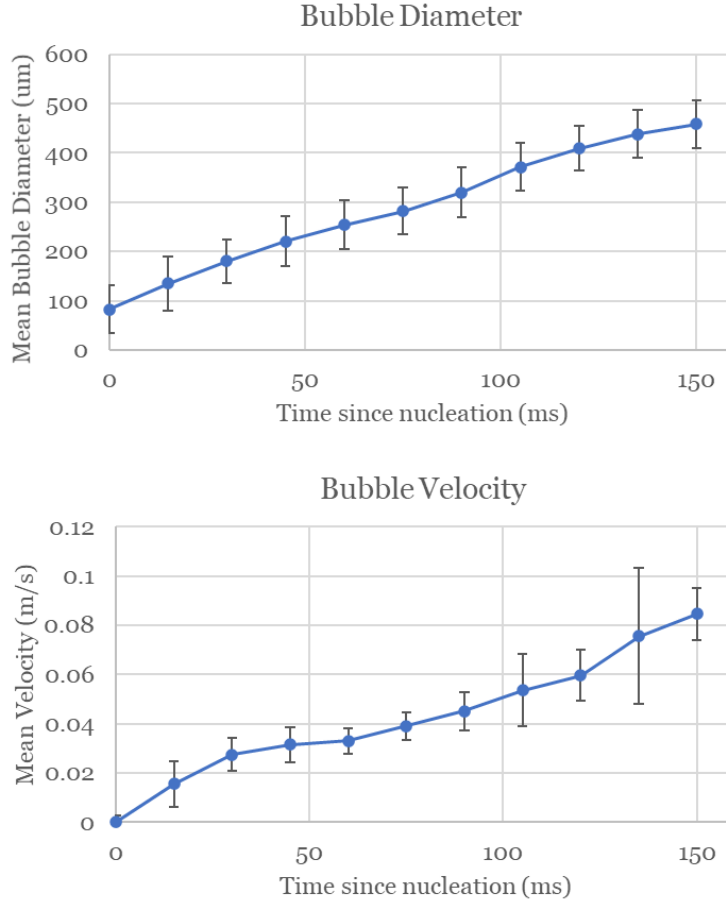 Bubble Diameter
600
500
400
300
200
100
0
Mean Bubble Diameter (um)
0 50 100 150
Time since nucleation (ms)
Bubble Velocity
0.12
0.1
0.08
0.06
0.04
0.02
0
Mean Velocity (m/s)
0 50 100 150
Time since nucleation (ms)